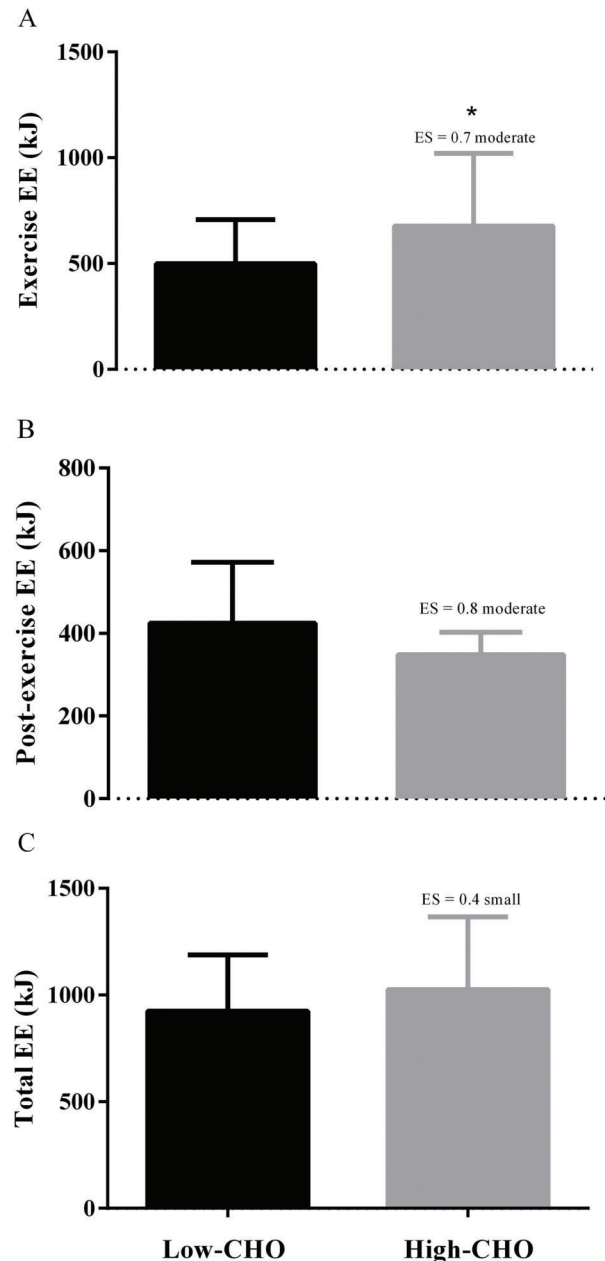 A
Exercise EE (kJ)
1500
1000
500
0
*
ES = 0.7 moderate
B
Post-exercise EE (kJ)
800
600
400
200
0
ES = 0.8 moderate
C
Total EE (kJ)
1500
1000
500
0
ES = 0.4 small
Low-CHO
High-CHO